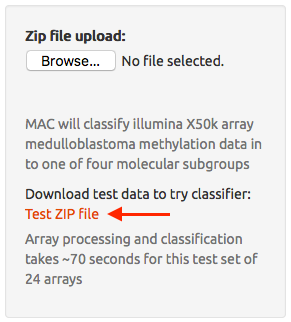 Zip file upload:
Browse... No file selected.
MAC will classify illumina X50k array
medulloblastoma methylation data in
to one of four molecular subgroups
Download test data to try classifier:
Test ZIP file
Array processing and classification
takes ~70 seconds for this test set of
24 arrays